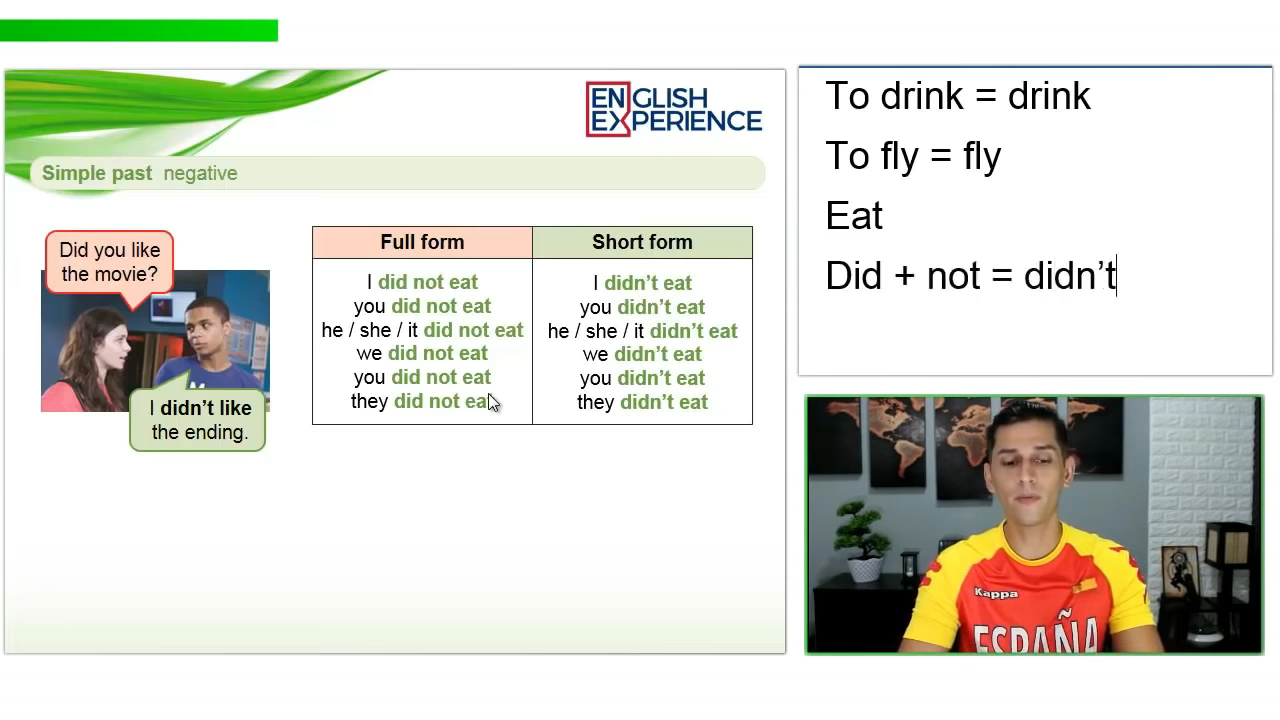 ENGLISH
EXPERIENCE
Simple past negative
Did you like
the movie?
I didn’t like
the ending.
Full form
I did not eat
you did not eat
he / she / it did not eat
we did not eat
you did not eat
they did not eat
Short form
I didn’t eat
you didn’t eat
he / she / it didn’t eat
we didn’t eat
you didn’t eat
they didn’t eat
To drink = drink
To fly = fly
Eat
Did + not = didn’t
Kappa
ESPAÑA